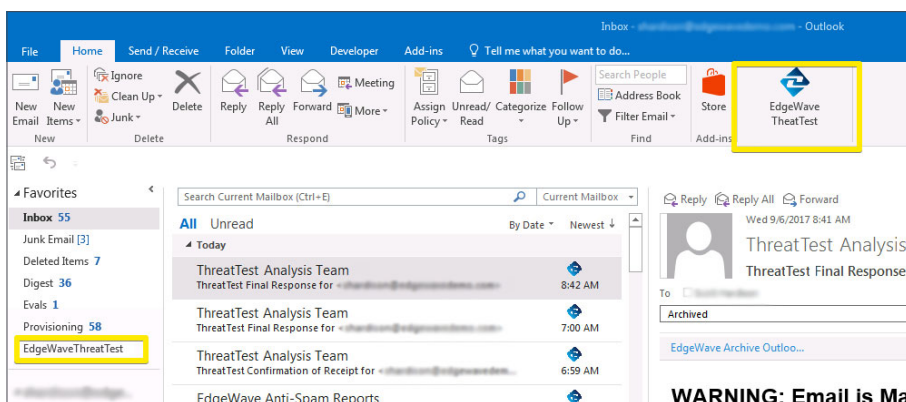 Inbox - - Outlook
File Home Send / Receive Folder View Developer Add-ins Tell me what you want to do...
New Email
New Items
Ignore
Clean Up
Junk
Delete
Reply
Reply All
Forward
Meeting
More
Assign Policy
Unread/ Read
Categorize
Follow Up
Search People
Address Book
Filter Email
Store
EdgeWave TheatTest
New Delete Respond Tags Find Add-ins
Favorites
Inbox 55
Junk Email [3]
Deleted Items 7
Digest 36
Evals 1
Provisioning 58
EdgeWaveThreatTest
Search Current Mailbox (Ctrl+E) Current Mailbox
All Unread By Date Newest ↓
Today
ThreatTest Analysis Team
ThreatTest Final Response for < 8:42 AM
ThreatTest Analysis Team
ThreatTest Final Response for < 7:00 AM
ThreatTest Analysis Team
ThreatTest Confirmation of Receipt for < 6:59 AM
EdgeWave Anti-Spam Reports
Reply Reply All Forward
Wed 9/6/2017 8:41 AM
ThreatTest Analysis
ThreatTest Final Response
To
Archived
EdgeWave Archive Outloo...
WARNING: Email is Ma